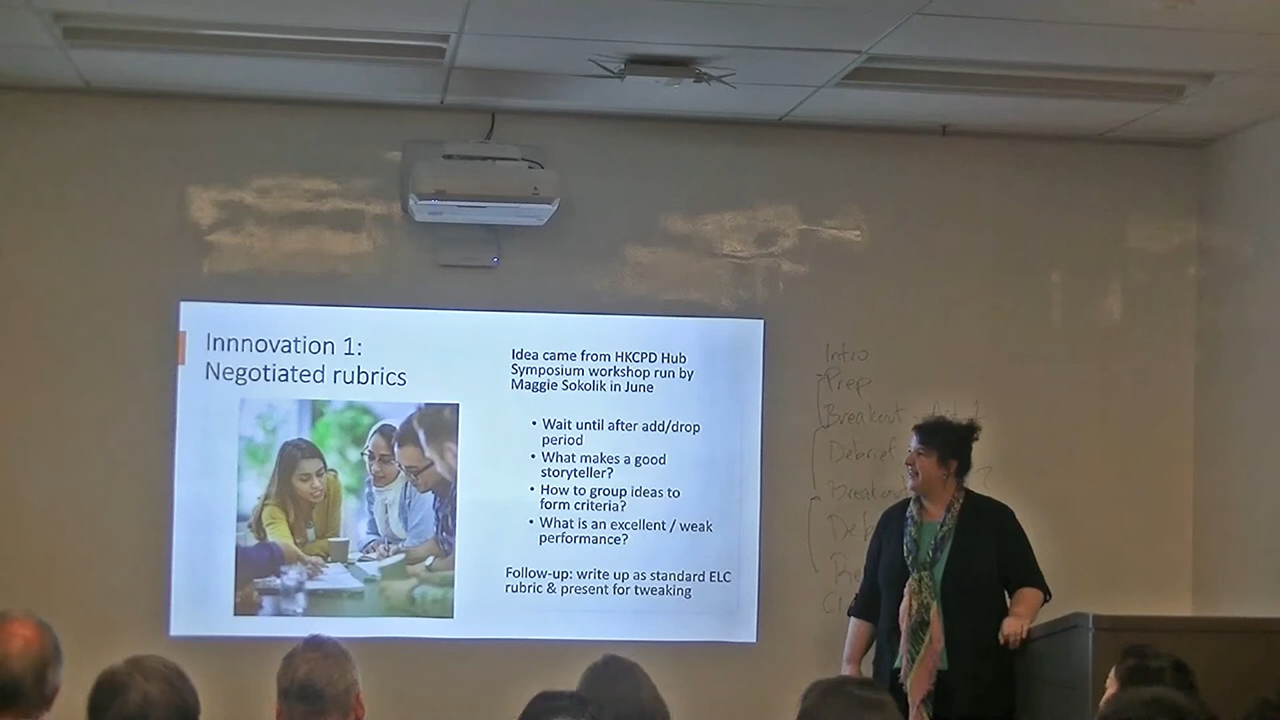 Innnovation 1:
Negotiated rubrics
Idea came from HKCPD Hub
Symposium workshop run by
Maggie Sokolik in June
• Wait until after add/drop
period
• What makes a good
storyteller?
• How to group ideas to
form criteria?
• What is an excellent / weak
performance?
Follow-up: write up as standard ELC
rubric & present for tweaking
Intro
Prep
Breakout
Debrief